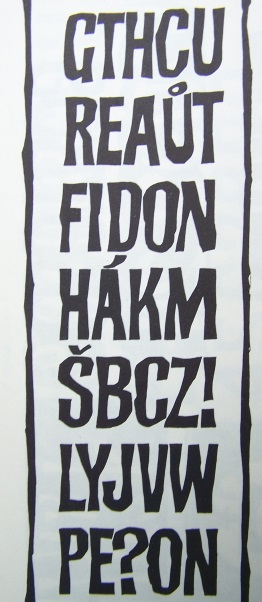 GTHCU
REAŮT
FIDON
HÁKM
ŠBCZ!
LYJVW
PE?ON